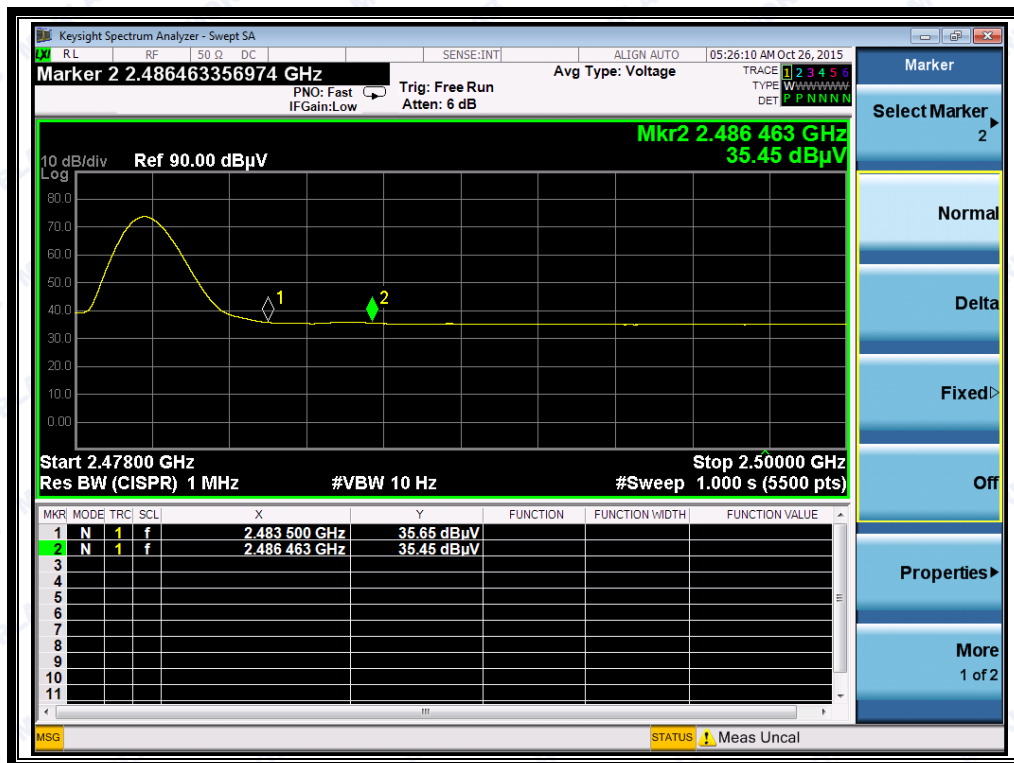 Keysight Spectrum Analyzer - Swept SA
LXI RL RF 50 Ω DC SENSE:INT ALIGN AUTO 05:26:10 AM Oct 26, 2015
Marker 2 2.486463356974 GHz
PNO: Fast
IFGain:Low
Trig: Free Run
Atten: 6 dB
Avg Type: Voltage
TRACE 1 2 3 4 5 6
TYPE WWWWWW
DET P P N N N N
Mkr2 2.486 463 GHz
35.45 dBµV
10 dB/div Ref 90.00 dBµV
Log
80.0
70.0
60.0
50.0
40.0
30.0
20.0
10.0
0.00
1
2
Start 2.47800 GHz Stop 2.50000 GHz
Res BW (CISPR) 1 MHz #VBW 10 Hz #Sweep 1.000 s (5500 pts)
MKR MODE TRC SCL X Y FUNCTION FUNCTION WIDTH FUNCTION VALUE
1 N 1 f 2.483 500 GHz 35.65 dBµV
2 N 1 f 2.486 463 GHz 35.45 dBµV
3
4
5
6
7
8
9
10
11
MSG STATUS Meas Uncal
Marker
Select Marker
2
Normal
Delta
Fixed
Off
Properties
More
1 of 2